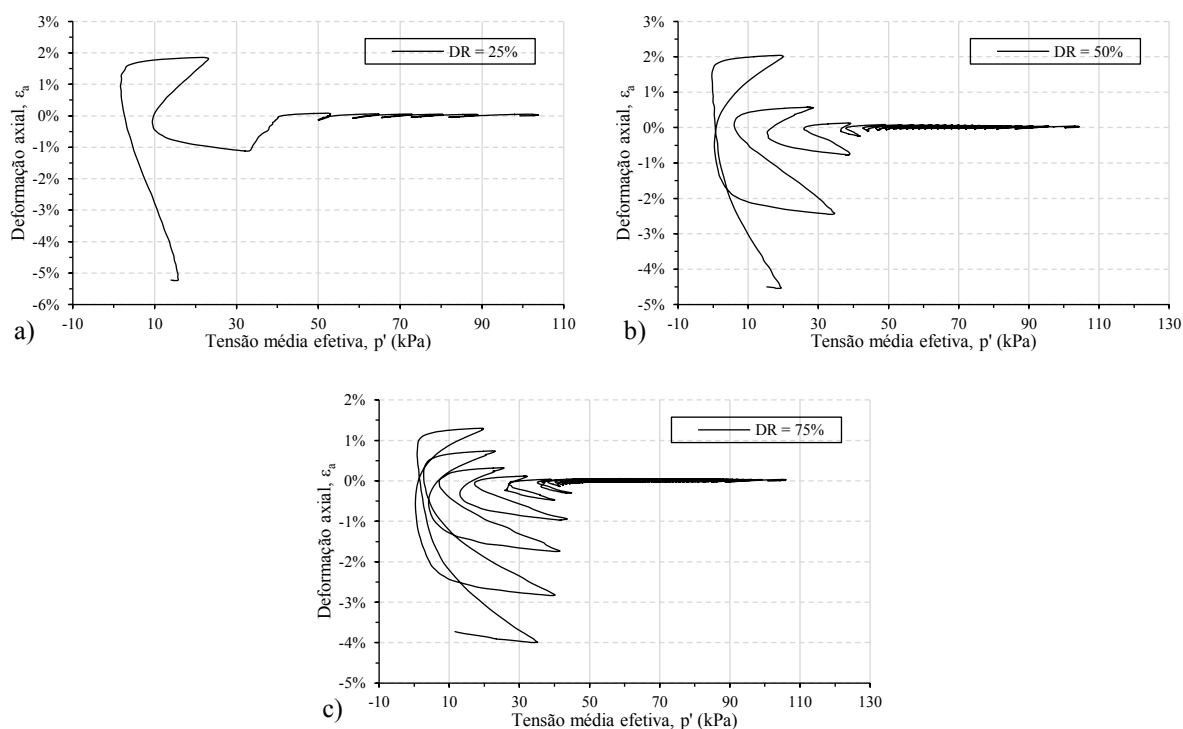 3%
2%
1%
0%
-1%
-2%
-3%
-4%
-5%
-6%
Deformação axial, εa
DR = 25%
-10 10 30 50 70 90 110
Tensão média efetiva, p' (kPa)
a)
3%
2%
1%
0%
-1%
-2%
-3%
-4%
-5%
Deformação axial, εa
DR = 50%
-10 10 30 50 70 90 110 130
Tensão média efetiva, p' (kPa)
b)
2%
1%
0%
-1%
-2%
-3%
-4%
-5%
Deformação axial, εa
DR = 75%
-10 10 30 50 70 90 110 130
Tensão média efetiva, p' (kPa)
c)